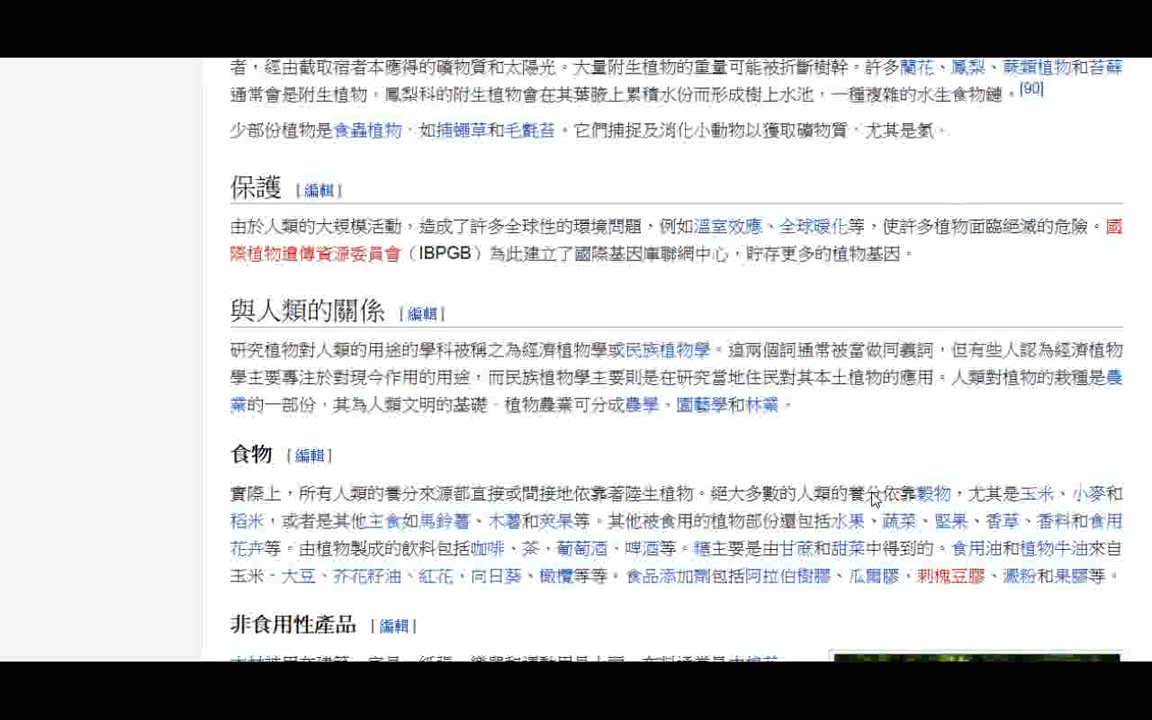 者，經由截取宿者本應得的礦物質和太陽光。大量附生植物的重量可能被折斷樹幹。許多蘭花、鳳梨、蕨類植物和苔蘚
通常會是附生植物。鳳梨科的附生植物會在其葉腋上累積水份而形成樹上水池，一種複雜的水生食物鏈。[90]
少部份植物是食蟲植物，如捕蠅草和毛氈苔。它們捕捉及消化小動物以獲取礦物質，尤其是氮。
保護 [編輯]
由於人類的大規模活動，造成了許多全球性的環境問題，例如溫室效應、全球暖化等，使許多植物面臨絕滅的危險。國
際植物遺傳資源委員會（IBPGB）為此建立了國際基因庫聯網中心，貯存更多的植物基因。
與人類的關係 [編輯]
研究植物對人類的用途的學科被稱之為經濟植物學或民族植物學。這兩個詞通常被當做同義詞，但有些人認為經濟植物
學主要專注於對現今作用的用途，而民族植物學主要則是在研究當地住民對其本土植物的應用。人類對植物的栽種是農
業的一部份，其為人類文明的基礎。植物農業可分成農學、園藝學和林業。
食物 [編輯]
實際上，所有人類的養分來源都直接或間接地依靠著陸生植物。絕大多數的人類的養分依靠穀物，尤其是玉米、小麥和
稻米，或者是其他主食如馬鈴薯、木薯和莢果等。其他被食用的植物部份還包括水果、蔬菜、堅果、香草、香料和食用
花卉等。由植物製成的飲料包括咖啡、茶，葡萄酒、啤酒等。糖主要是由甘蔗和甜菜中得到的。食用油和植物牛油來自
玉米、大豆、芥花籽油、紅花、向日葵、橄欖等等。食品添加劑包括阿拉伯樹膠、瓜爾膠，刺槐豆膠、澱粉和果膠等。
非食用性產品 [編輯]